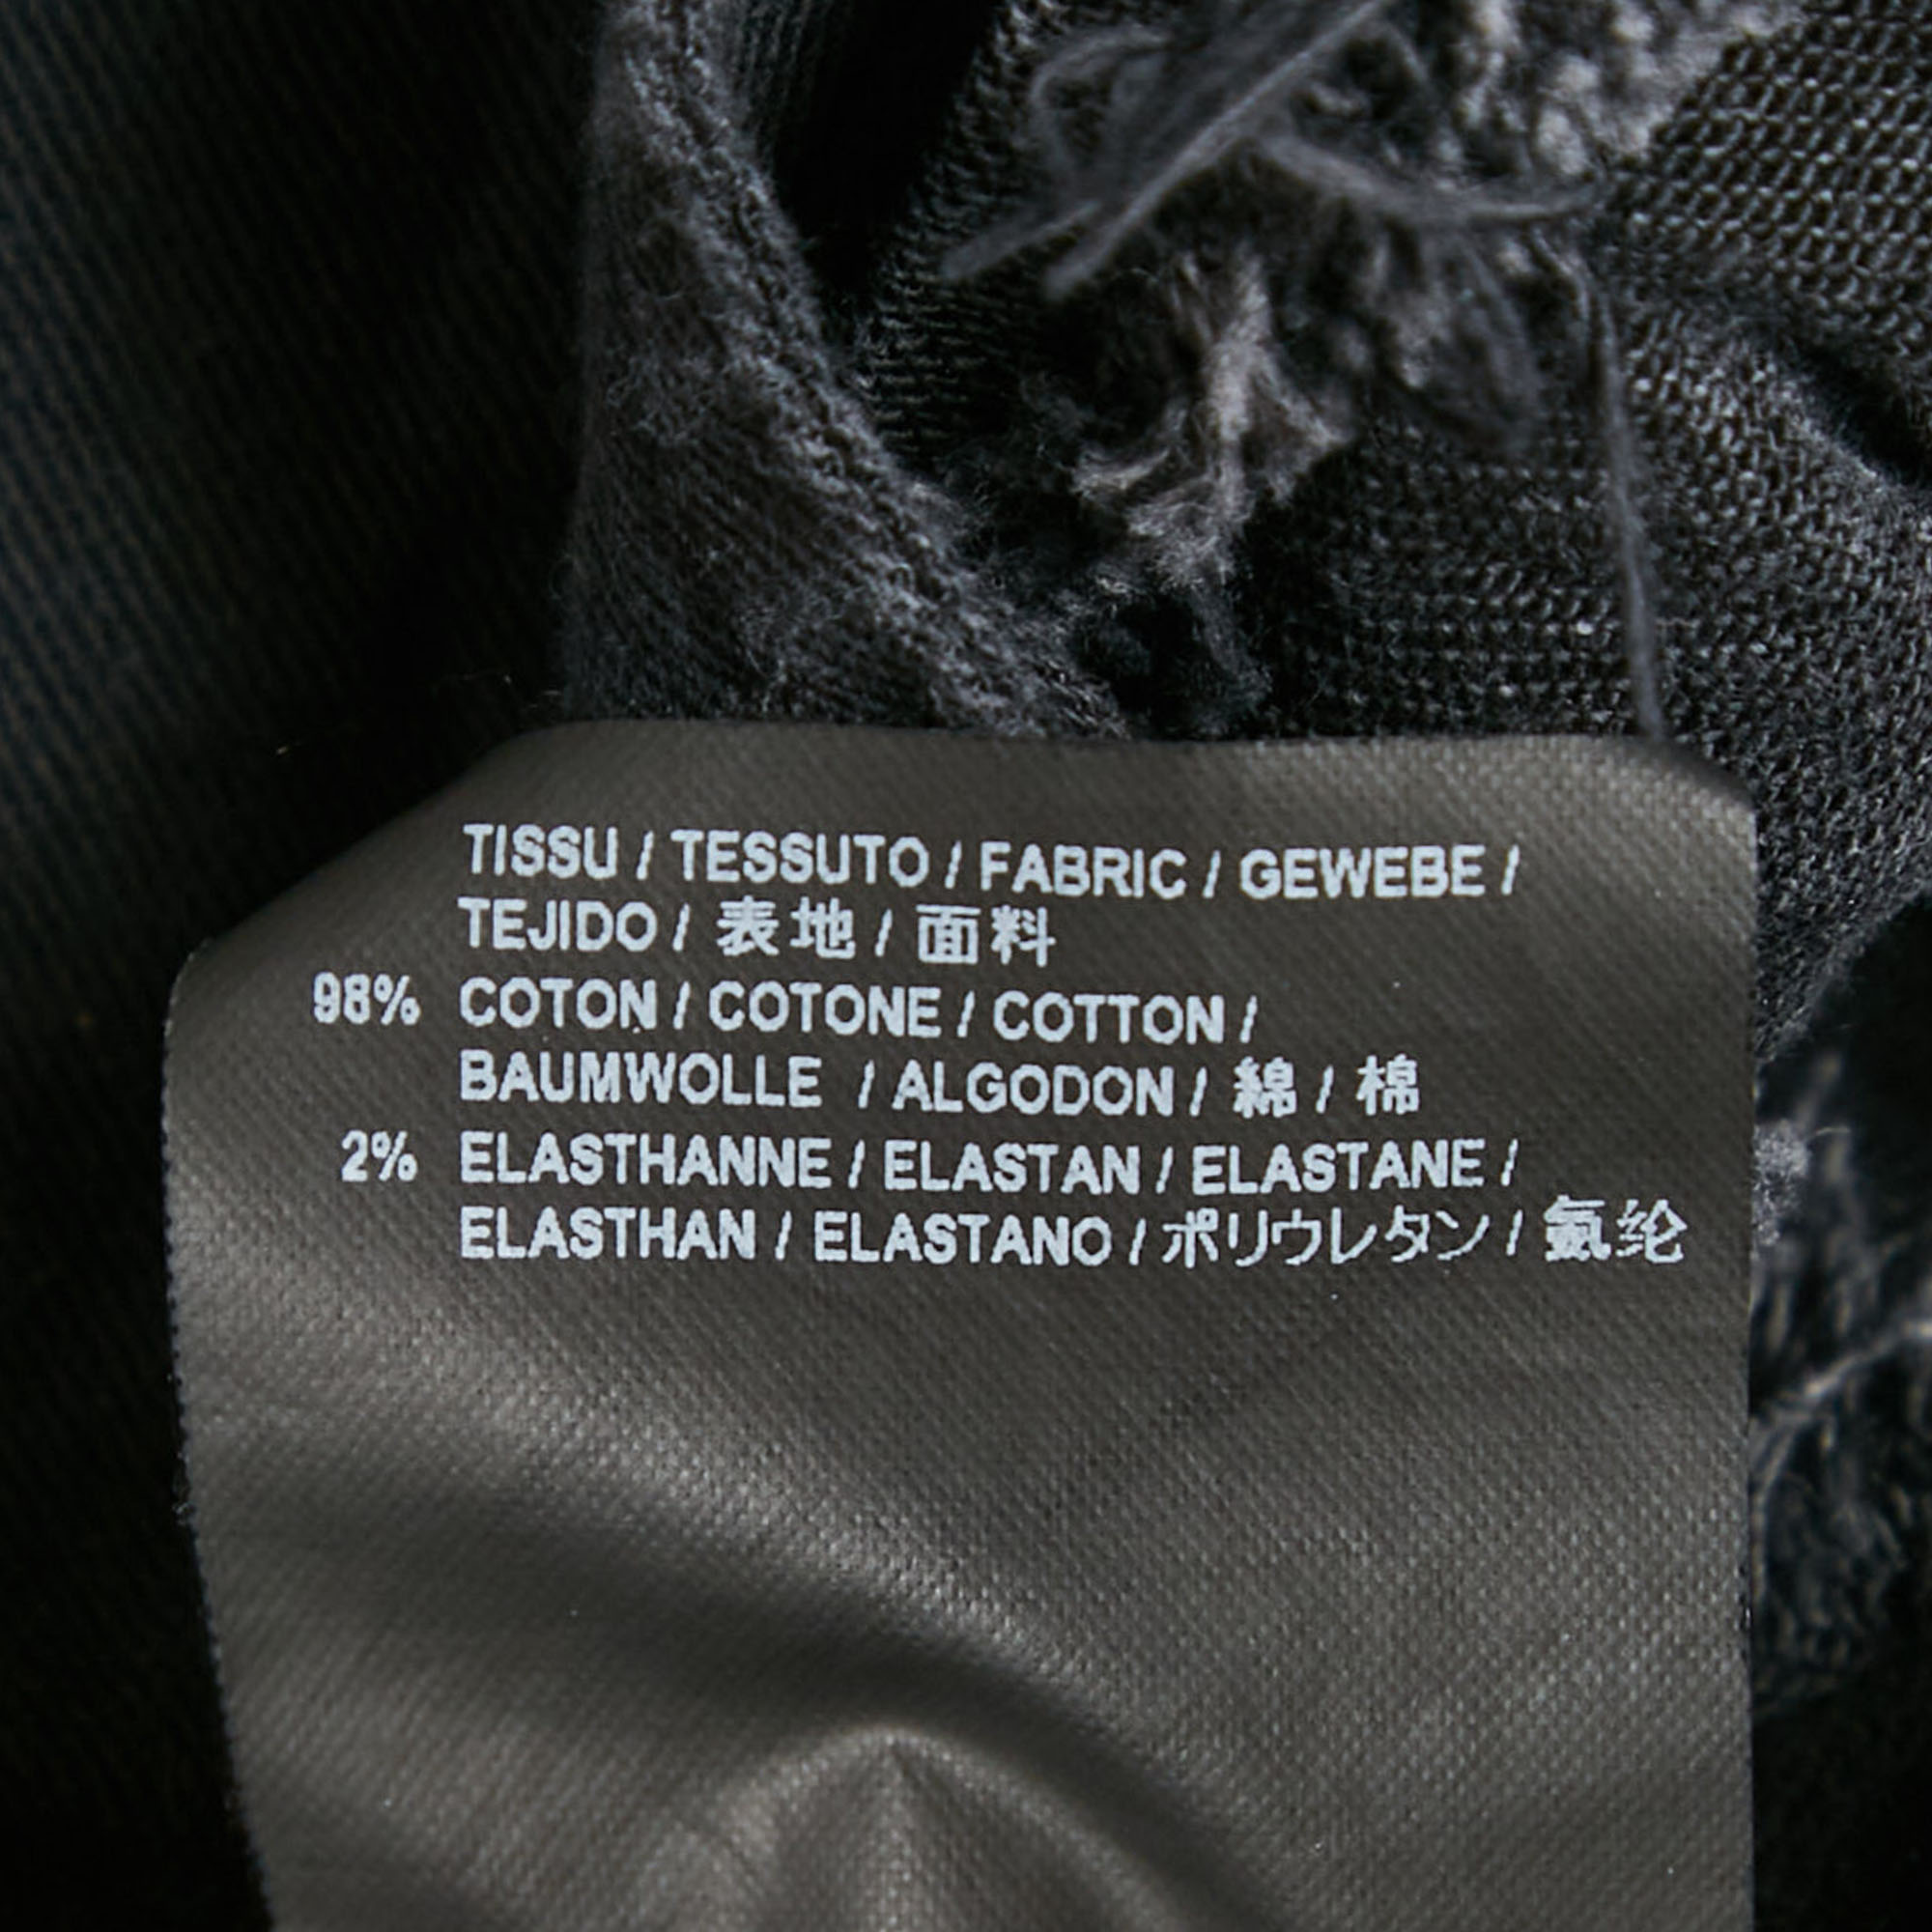 TISSU / TESSUTO / FABRIC / GEWEBE /
TEJIDO / 表地 / 面料
98% COTON / COTONE / COTTON /
BAUMWOLLE / ALGODON / 綿 / 棉
2% ELASTHANNE / ELASTAN / ELASTANE /
ELASTHAN / ELASTANO / ポリウレタン / 氨纶